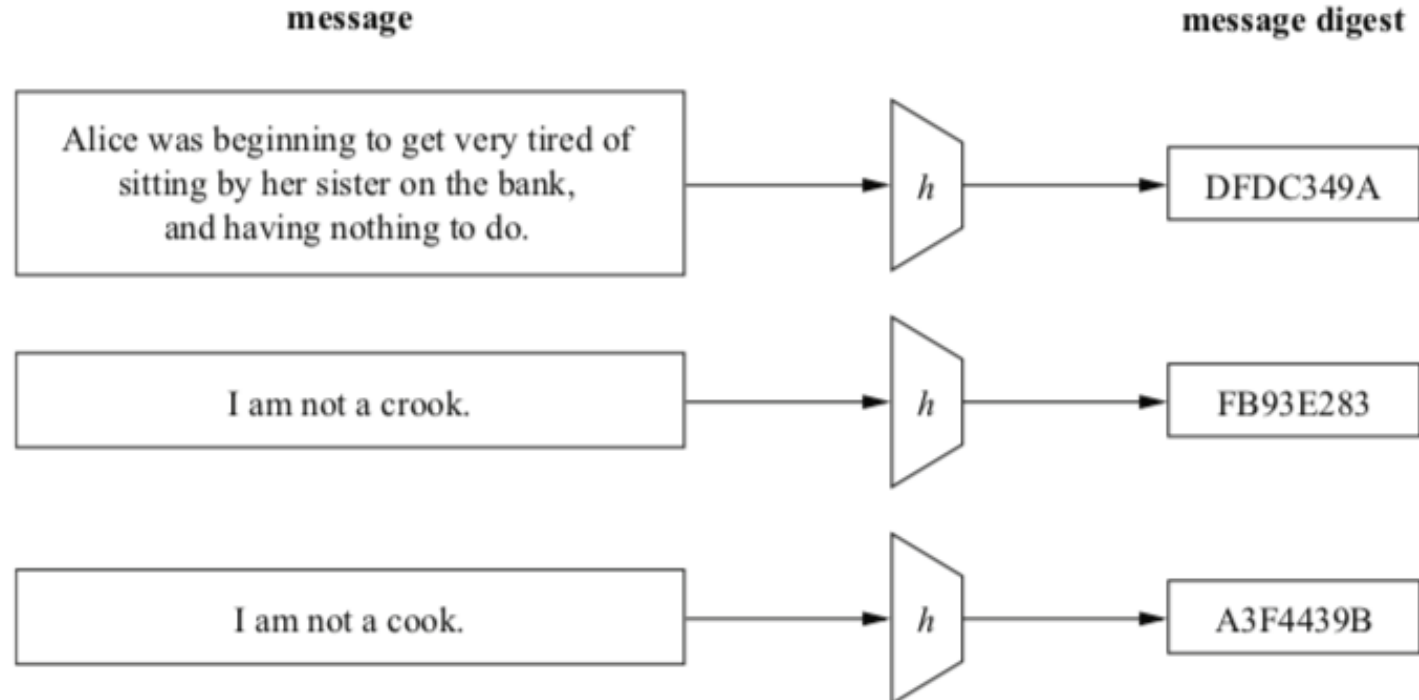 message
message digest
Alice was beginning to get very tired of
sitting by her sister on the bank,
and having nothing to do.
h
DFDC349A
I am not a crook.
h
FB93E283
I am not a cook.
h
A3F4439B